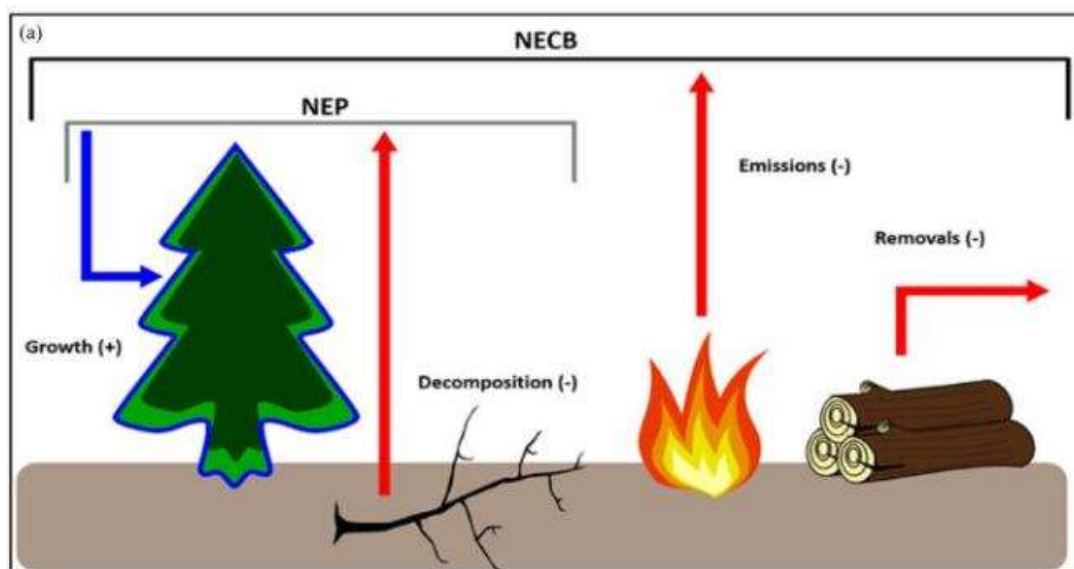 (a)
NECB
NEP
Emissions (-)
Removals (-)
Growth (+)
Decomposition (-)